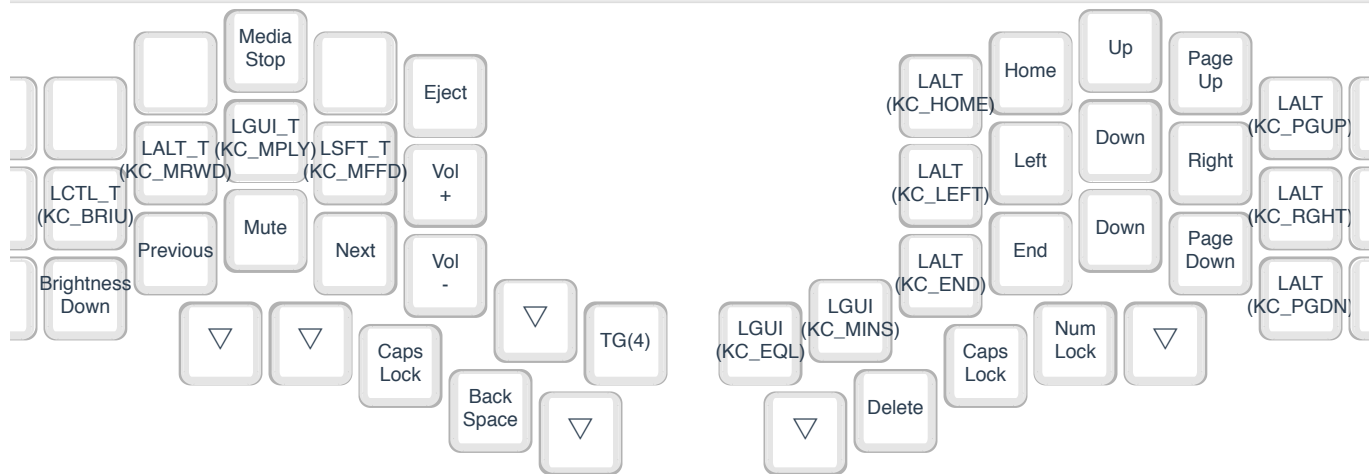 Media
Stop
Eject
LALT_T
(KC_MRWD)
LGUI_T
(KC_MPLY)
LSFT_T
(KC_MFFD)
Vol
+
LCTL_T
(KC_BRIU)
Previous
Mute
Next
Vol
-
Brightness
Down
▽
▽
Caps
Lock
▽
TG(4)
Back
Space
▽
LALT
(KC_HOME)
Home
Up
Page
Up
LALT
(KC_PGUP)
LALT
(KC_LEFT)
Left
Down
Right
LALT
(KC_RGHT)
LALT
(KC_END)
End
Down
Page
Down
LALT
(KC_PGDN)
LGUI
(KC_EQL)
LGUI
(KC_MINS)
Caps
Lock
Num
Lock
▽
▽
Delete